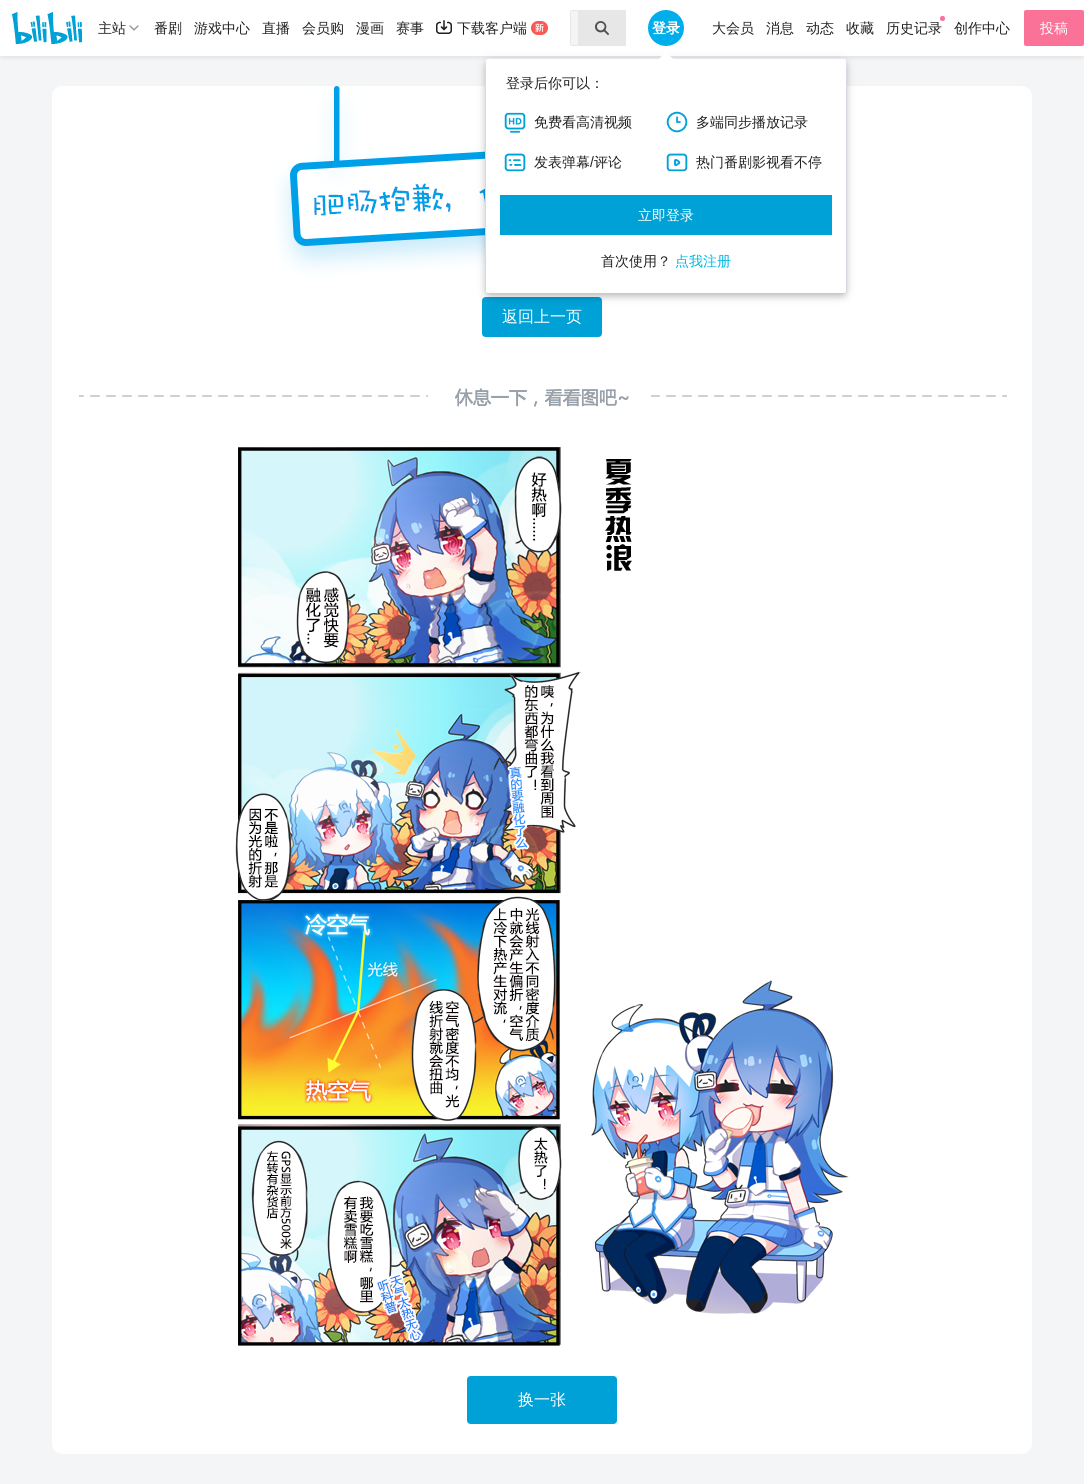 bilibili 主站 番剧 游戏中心 直播 会员购 漫画 赛事 下载客户端 新 登录 大会员 消息 动态 收藏 历史记录 创作中心 投稿
登录后你可以：
免费看高清视频 多端同步播放记录
发表弹幕/评论 热门番剧影视看不停
立即登录
首次使用？ 点我注册
肥肠抱歉，
返回上一页
休息一下，看看图吧~
夏季热浪
好热啊……
感觉快要
融化了…
咦，为什么我看到周围
的东西都弯曲了！
真的要融化了么
不是啦，那是
因为光的折射
冷空气
光线
热空气
光线射入不同密度介质
中就会产生偏折，空气
上冷下热产生对流，
空气密度不均，光
线折射就会扭曲
太热了！
我要吃雪糕，哪里
有卖雪糕啊
天气太热无心
听科普
GPS显示前方500米
左转有杂货店
换一张